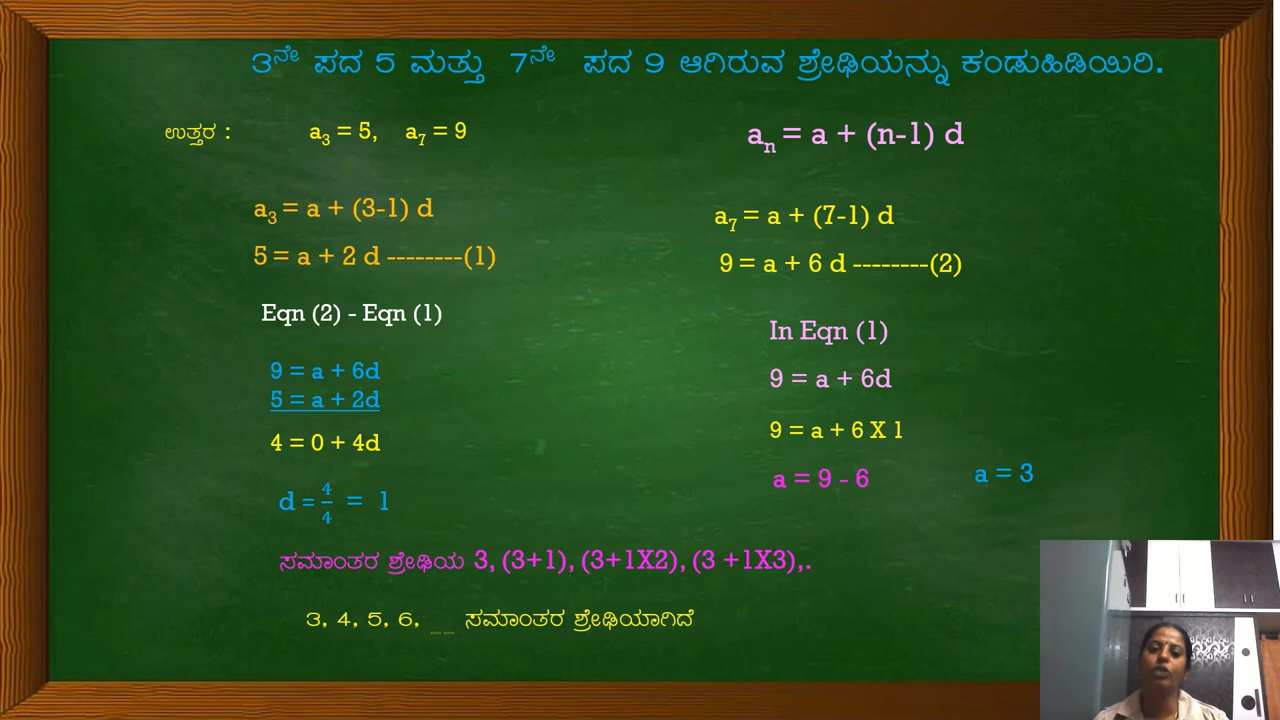 3ನೇ ಪದ 5 ಮತ್ತು 7ನೇ ಪದ 9 ಆಗಿರುವ ಶ್ರೇಢಿಯನ್ನು ಕಂಡುಹಿಡಿಯಿರಿ.
ಉತ್ತರ : a₃ = 5, a₇ = 9
aₙ = a + (n-1) d
a₃ = a + (3-1) d
5 = a + 2 d --------(1)
Eqn (2) - Eqn (1)
9 = a + 6d
5 = a + 2d
4 = 0 + 4d
d = 4/4 = 1
a₇ = a + (7-1) d
9 = a + 6 d --------(2)
In Eqn (1)
9 = a + 6d
9 = a + 6 X 1
a = 9 - 6 a = 3
ಸಮಾಂತರ ಶ್ರೇಢಿಯ 3, (3+1), (3+1X2), (3 +1X3),.
3, 4, 5, 6, __ __ ಸಮಾಂತರ ಶ್ರೇಢಿಯಾಗಿದೆ